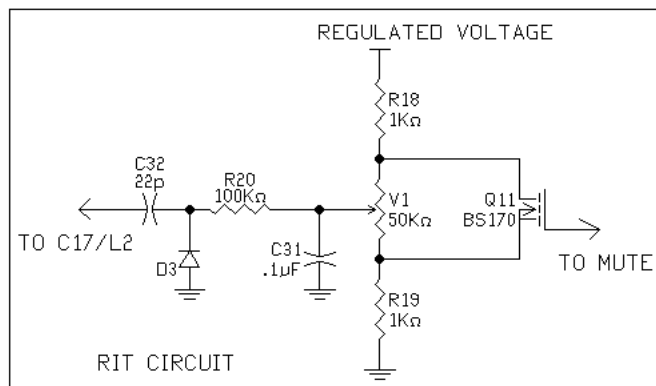 REGULATED VOLTAGE
R18
1KΩ
C32
22p
R20
100KΩ
V1
50KΩ
Q11
BS170
TO C17/L2
D3
C31
.1µF
TO MUTE
R19
1KΩ
RIT CIRCUIT